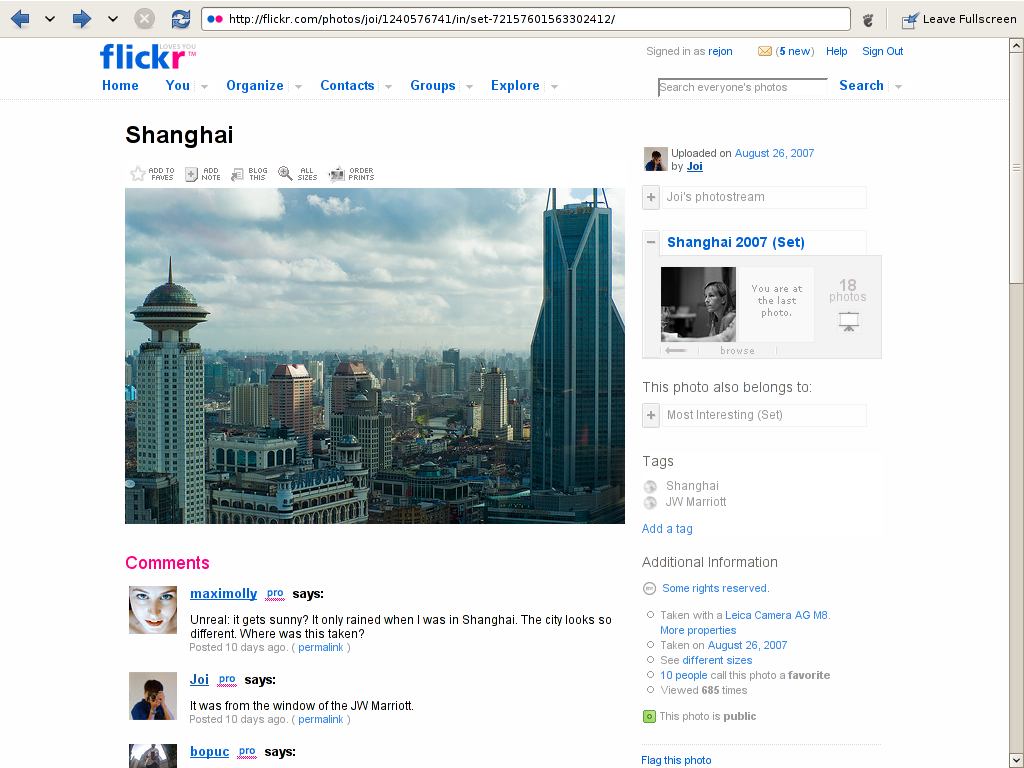 http://flickr.com/photos/joi/1240576741/in/set-72157601563302412/
Leave Fullscreen
flickr LOVES YOU ™
Signed in as rejon (5 new) Help Sign Out
Home You Organize Contacts Groups Explore
Search everyone's photos Search
Shanghai
ADD TO FAVES
ADD NOTE
BLOG THIS
ALL SIZES
ORDER PRINTS
SAMSUNG
Comments
maximolly pro says:
Unreal: it gets sunny? It only rained when I was in Shanghai. The city looks so
different. Where was this taken?
Posted 10 days ago. ( permalink )
Joi pro says:
It was from the window of the JW Marriott.
Posted 10 days ago. ( permalink )
bopuc pro says:
Uploaded on August 26, 2007
by Joi
+ Joi's photostream
− Shanghai 2007 (Set)
You are at
the last
photo.
18
photos
browse
This photo also belongs to:
+ Most Interesting (Set)
Tags
Shanghai
JW Marriott
Add a tag
Additional Information
Some rights reserved.
Taken with a Leica Camera AG M8.
More properties
Taken on August 26, 2007
See different sizes
10 people call this photo a favorite
Viewed 685 times
This photo is public
Flag this photo